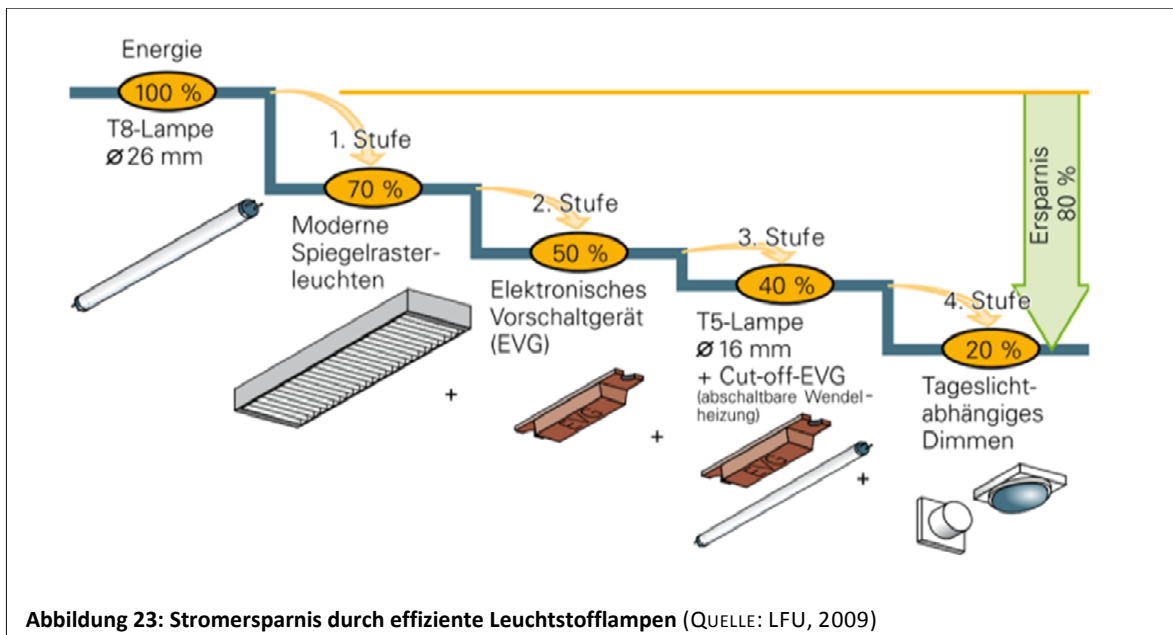 Energie
100 %
T8-Lampe
Ø 26 mm
1. Stufe
70 %
Moderne
Spiegelraster-
leuchten
2. Stufe
50 %
Elektronisches
Vorschaltgerät
(EVG)
3. Stufe
40 %
T5-Lampe
Ø 16 mm
+ Cut-off-EVG
(abschaltbare Wendel-
heizung)
4. Stufe
20 %
Tageslicht-
abhängiges
Dimmen
Ersparnis
80 %
+
EVG
+
EVG
+
Abbildung 23: Stromersparnis durch effiziente Leuchtstofflampen (QUELLE: LFU, 2009)